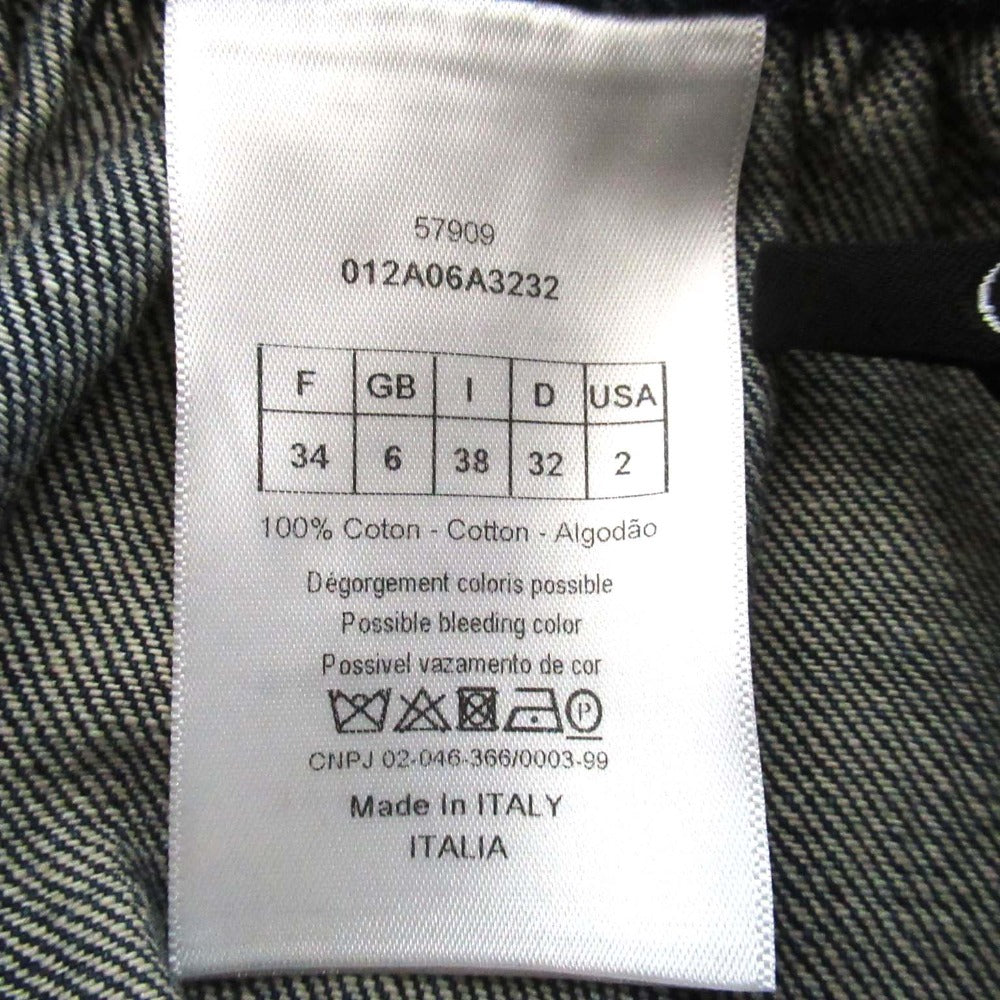 57909
012A06A3232
F GB I D USA
34 6 38 32 2
100% Coton - Cotton - Algodão
Dégorgement coloris possible
Possible bleeding color
Possivel vazamento de cor
P
CNPJ 02-046-366/0003-99
Made In ITALY
ITALIA